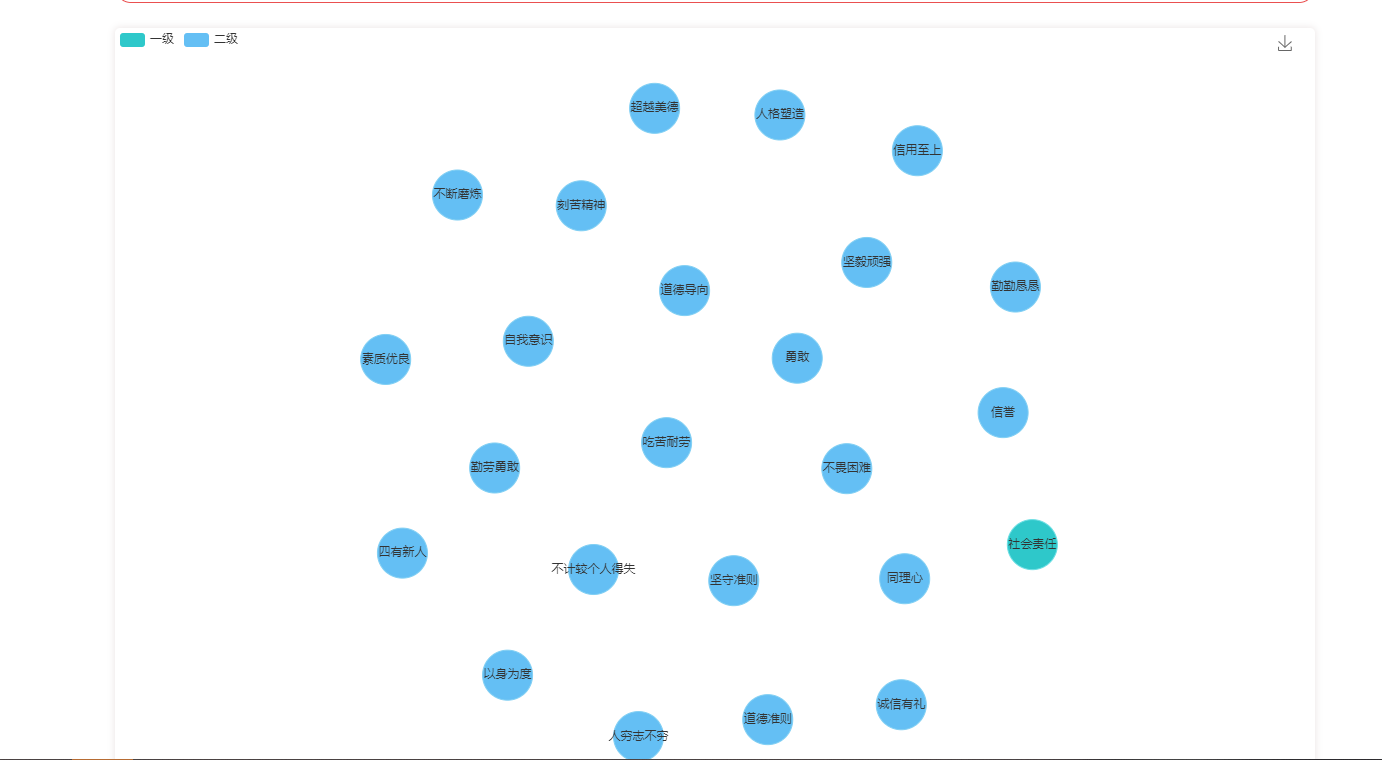 一级
二级
超越美德
人格塑造
信用至上
不断磨炼
刻苦精神
坚毅顽强
勤勤恳恳
道德导向
自我意识
素质优良
勇敢
信誉
吃苦耐劳
勤劳勇敢
不畏困难
社会责任
四有新人
不计较个人得失
坚守准则
同理心
以身为度
诚信有礼
道德准则
人穷志不穷